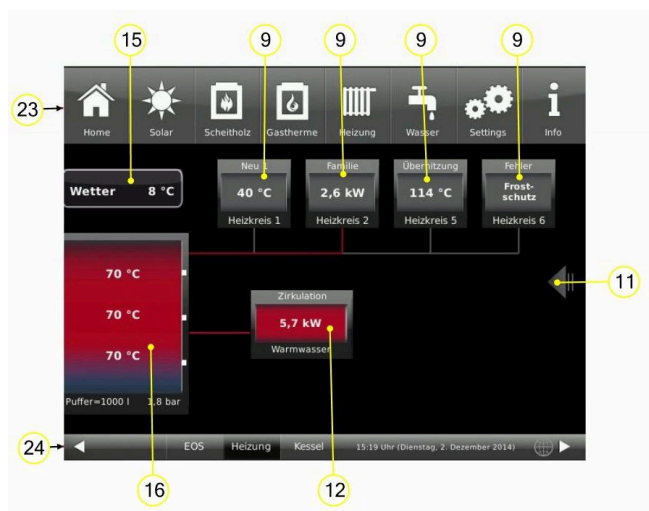 15 9 9 9 9
23
Home Solar Scheitholz Gastherme Heizung Wasser Settings Info
Neu 1 Familie Überhitzung Fehler
Wetter 8 °C
40 °C 2,6 kW 114 °C Frost-
schutz
Heizkreis 1 Heizkreis 2 Heizkreis 5 Heizkreis 6
70 °C
11
Zirkulation
70 °C
5,7 kW
Warmwasser
70 °C
Puffer=1000 l 1,8 bar
24
EOS Heizung Kessel 15:19 Uhr (Dienstag, 2. Dezember 2014)
16 12